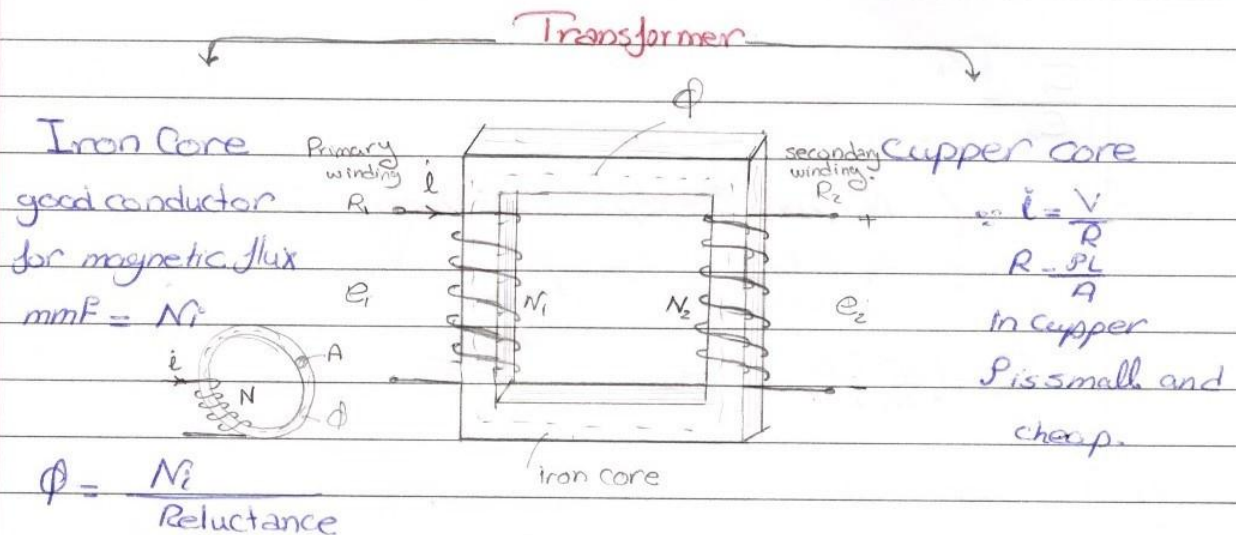 Transformer
Φ
Iron Core
good conductor
for magnetic flux
mmf = Ni
i
A
N
Φ
Φ = Ni / Reluctance
Primary
winding
i
R₁
e₁
N₁
N₂
iron core
secondary
winding.
R₂
+
e₂
Cupper core
∵ i = V / R
R = ρL / A
in Cupper
ρ is small and
cheap.